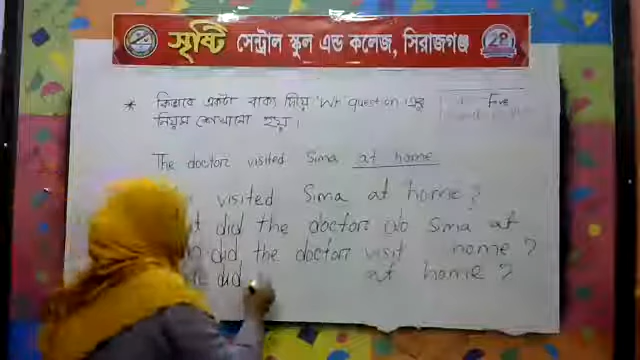 সৃষ্টি সেন্ট্রাল স্কুল এন্ড কলেজ, সিরাজগঞ্জ
* কিভাবে একটা বাক্য দিয়ে 'WH' question এর Five
নিয়ম শেখানো হয়।
The doctor visited Sima at home
visited Sima at home?
did the doctor do Sima at
did the doctor visit home?
did at home?